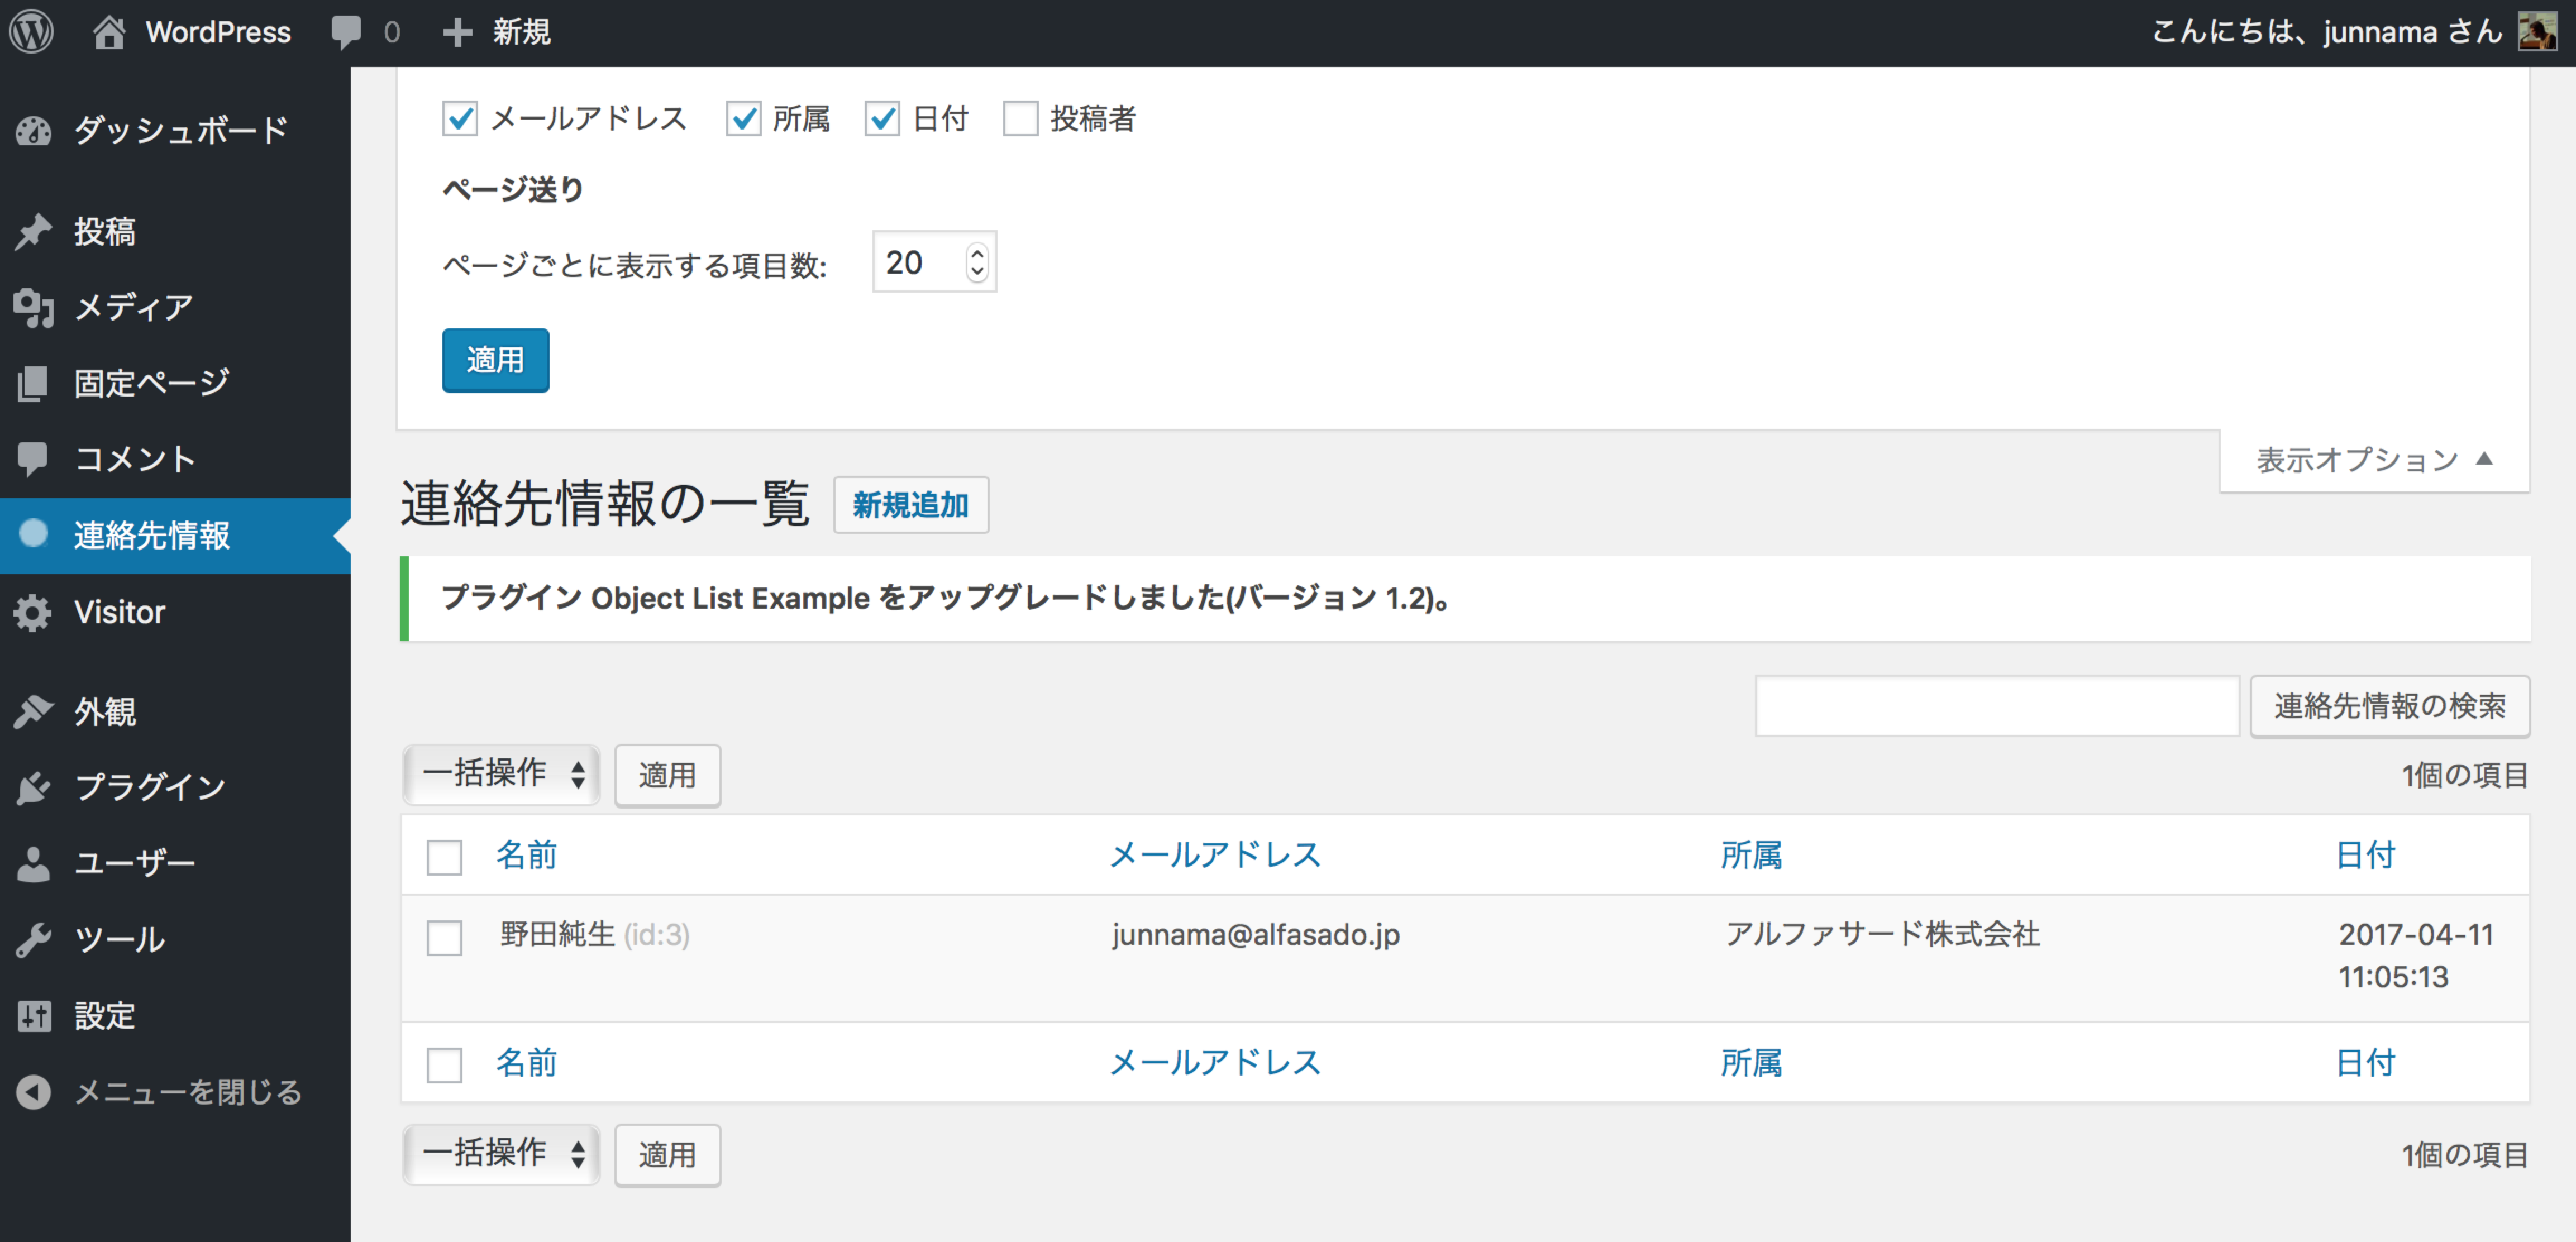 WordPress 0 新規 こんにちは、junnama さん
ダッシュボード
投稿
メディア
固定ページ
コメント
連絡先情報
Visitor
外観
プラグイン
ユーザー
ツール
設定
メニューを閉じる
メールアドレス 所属 日付 投稿者
ページ送り
ページごとに表示する項目数: 20
適用
表示オプション
連絡先情報の一覧 新規追加
プラグイン Object List Example をアップグレードしました(バージョン 1.2)。
連絡先情報の検索
一括操作 適用 1個の項目
名前 メールアドレス 所属 日付
野田純生 (id:3) junnama@alfasado.jp アルファサード株式会社 2017-04-11
11:05:13
名前 メールアドレス 所属 日付
一括操作 適用 1個の項目